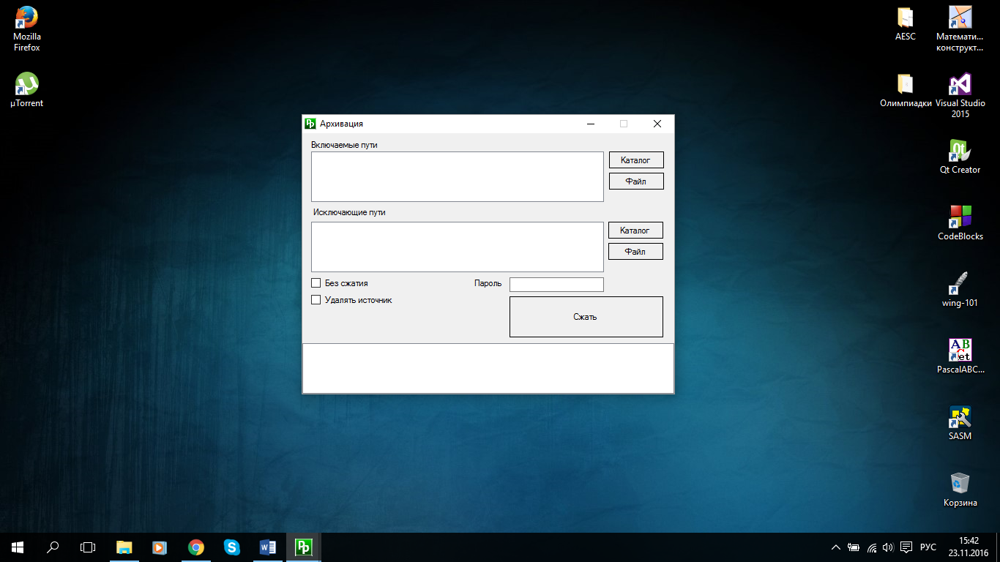 Mozilla
Firefox
µTorrent
AESC
Математи...
конструкт...
Олимпиадки
Visual Studio
2015
Qt Creator
CodeBlocks
wing-101
PascalABC...
SASM
Корзина
Pp Архивация
Включаемые пути
Каталог
Файл
Исключающие пути
Каталог
Файл
Без сжатия
Пароль
Удалять источник
Сжать
РУС
15:42
23.11.2016